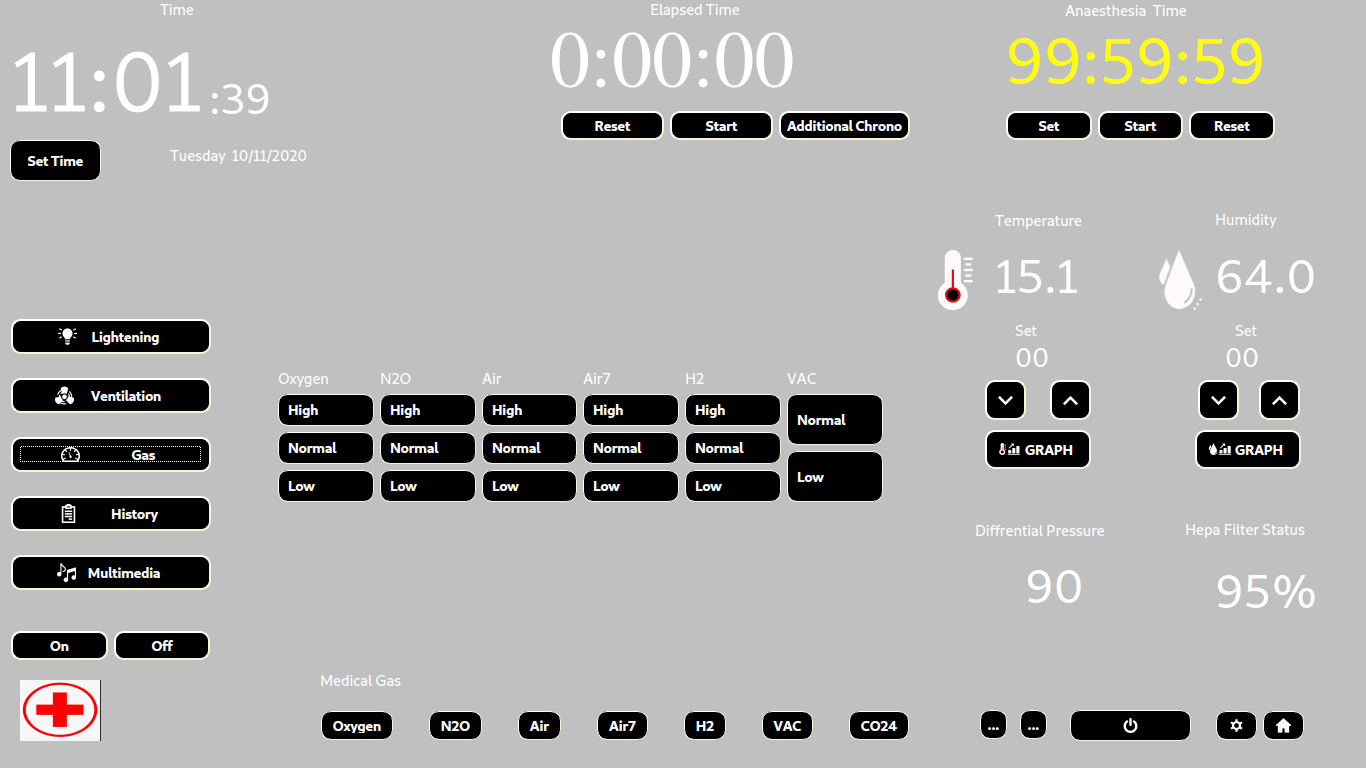 Time
Elapsed Time
Anaesthesia Time
11:01 :39
0:00:00
99:59:59
Reset
Start
Additional Chrono
Set
Start
Reset
Set Time
Tuesday 10/11/2020
Temperature
Humidity
15.1
64.0
Set
Set
00
00
GRAPH
GRAPH
Lightening
Ventilation
Gas
History
Multimedia
On
Off
Oxygen N2O Air Air7 H2 VAC
High High High High High Normal
Normal Normal Normal Normal Normal
Low Low Low Low Low Low
Diffrential Pressure
Hepa Filter Status
90
95%
Medical Gas
Oxygen N2O Air Air7 H2 VAC CO24
... ...